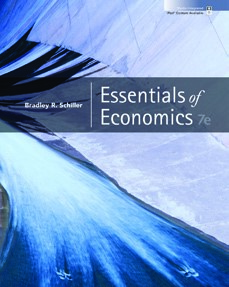 Bradley R. Schiller
Essentials of
Economics 7e